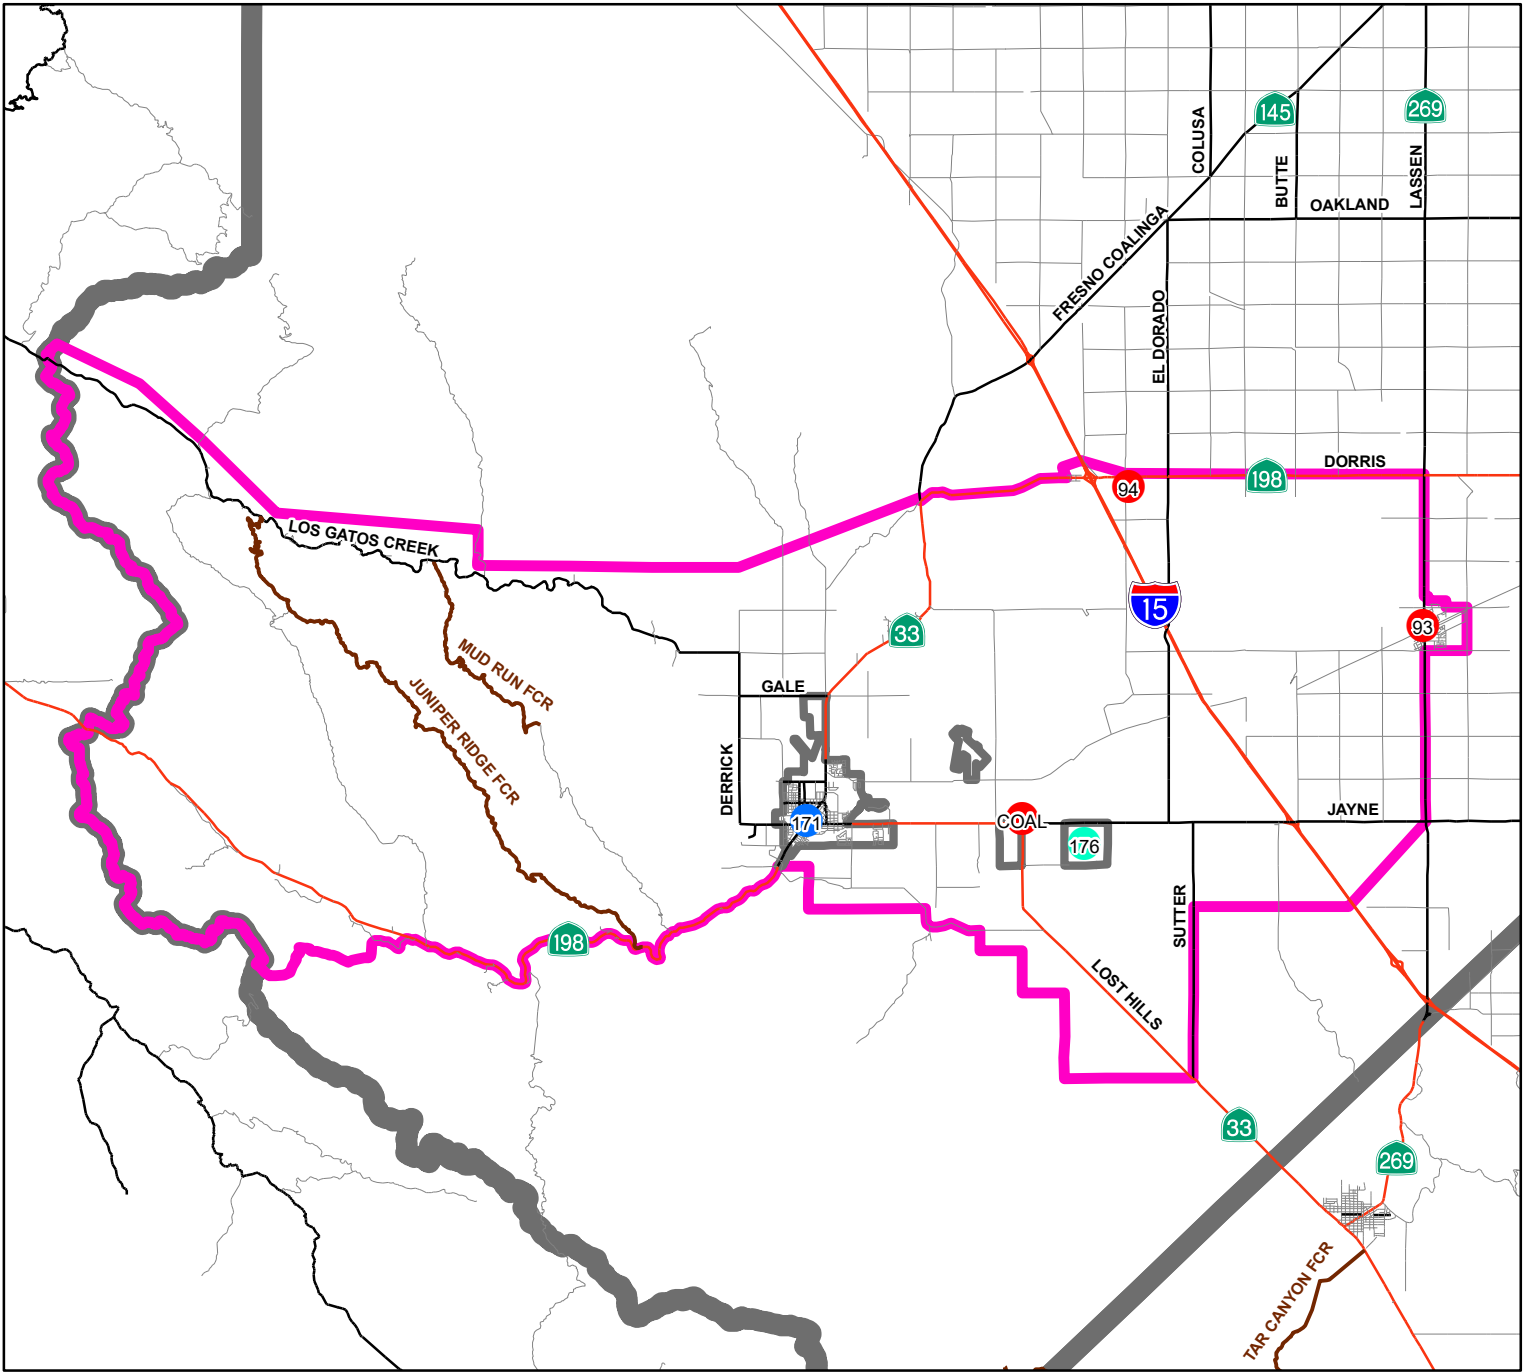 145
269
COLUSA
BUTTE
LASSEN
OAKLAND
FRESNO COALINGA
EL DORADO
DORRIS
198
94
LOS GATOS CREEK
15
93
33
MUD RUN FCR
GALE
JUNIPER RIDGE FCR
DERRICK
JAYNE
171
COAL
176
SUTTER
198
LOST HILLS
33
269
TAR CANYON FCR